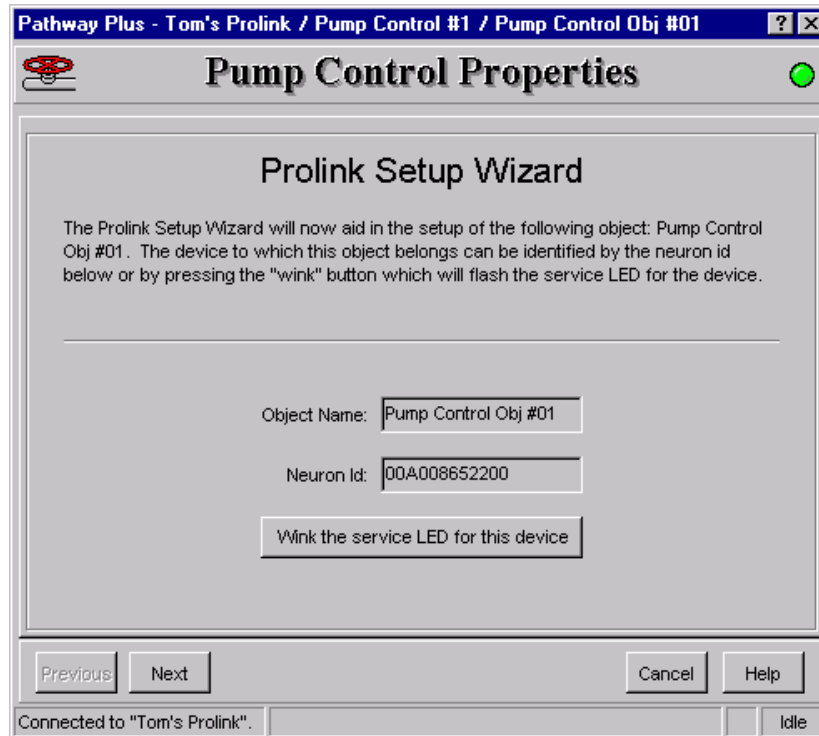 Pathway Plus - Tom's Prolink / Pump Control #1 / Pump Control Obj #01
Pump Control Properties
Prolink Setup Wizard
The Prolink Setup Wizard will now aid in the setup of the following object: Pump Control
Obj #01. The device to which this object belongs can be identified by the neuron id
below or by pressing the "wink" button which will flash the service LED for the device.
Object Name: Pump Control Obj #01
Neuron Id: 00A008652200
Wink the service LED for this device
Previous Next Cancel Help
Connected to "Tom's Prolink". Idle